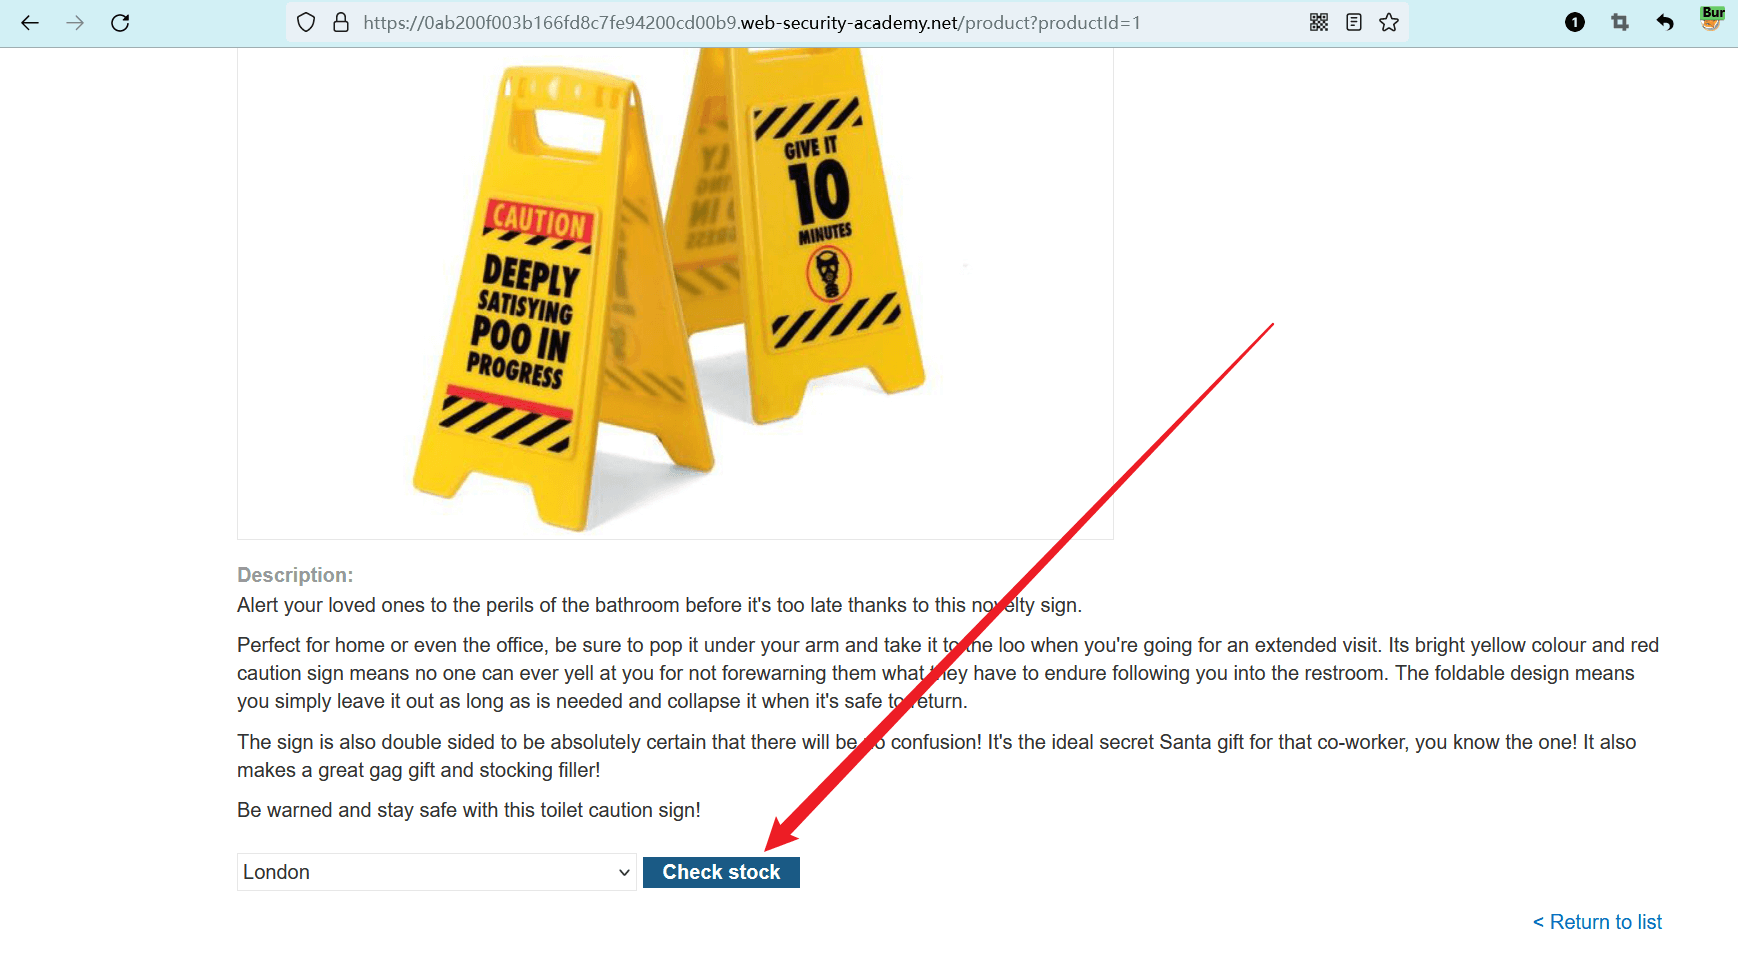 https://0ab200f003b166fd8c7fe94200cd00b9.web-security-academy.net/product?productId=1
1
Bur
CAUTION
DEEPLY
SATISYING
POO IN
PROGRESS
GIVE IT
10
MINUTES
Description:
Alert your loved ones to the perils of the bathroom before it's too late thanks to this novelty sign.
Perfect for home or even the office, be sure to pop it under your arm and take it to the loo when you're going for an extended visit. Its bright yellow colour and red
caution sign means no one can ever yell at you for not forewarning them what they have to endure following you into the restroom. The foldable design means
you simply leave it out as long as is needed and collapse it when it's safe to return.
The sign is also double sided to be absolutely certain that there will be no confusion! It's the ideal secret Santa gift for that co-worker, you know the one! It also
makes a great gag gift and stocking filler!
Be warned and stay safe with this toilet caution sign!
London
Check stock
< Return to list